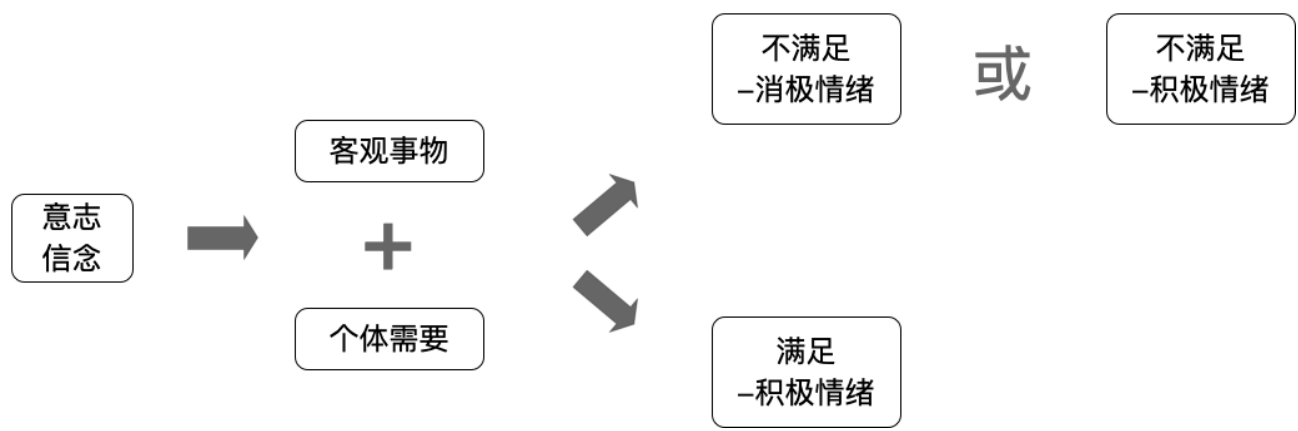 意志
信念
客观事物
+
个体需要
不满足
–消极情绪
或
不满足
–积极情绪
满足
–积极情绪